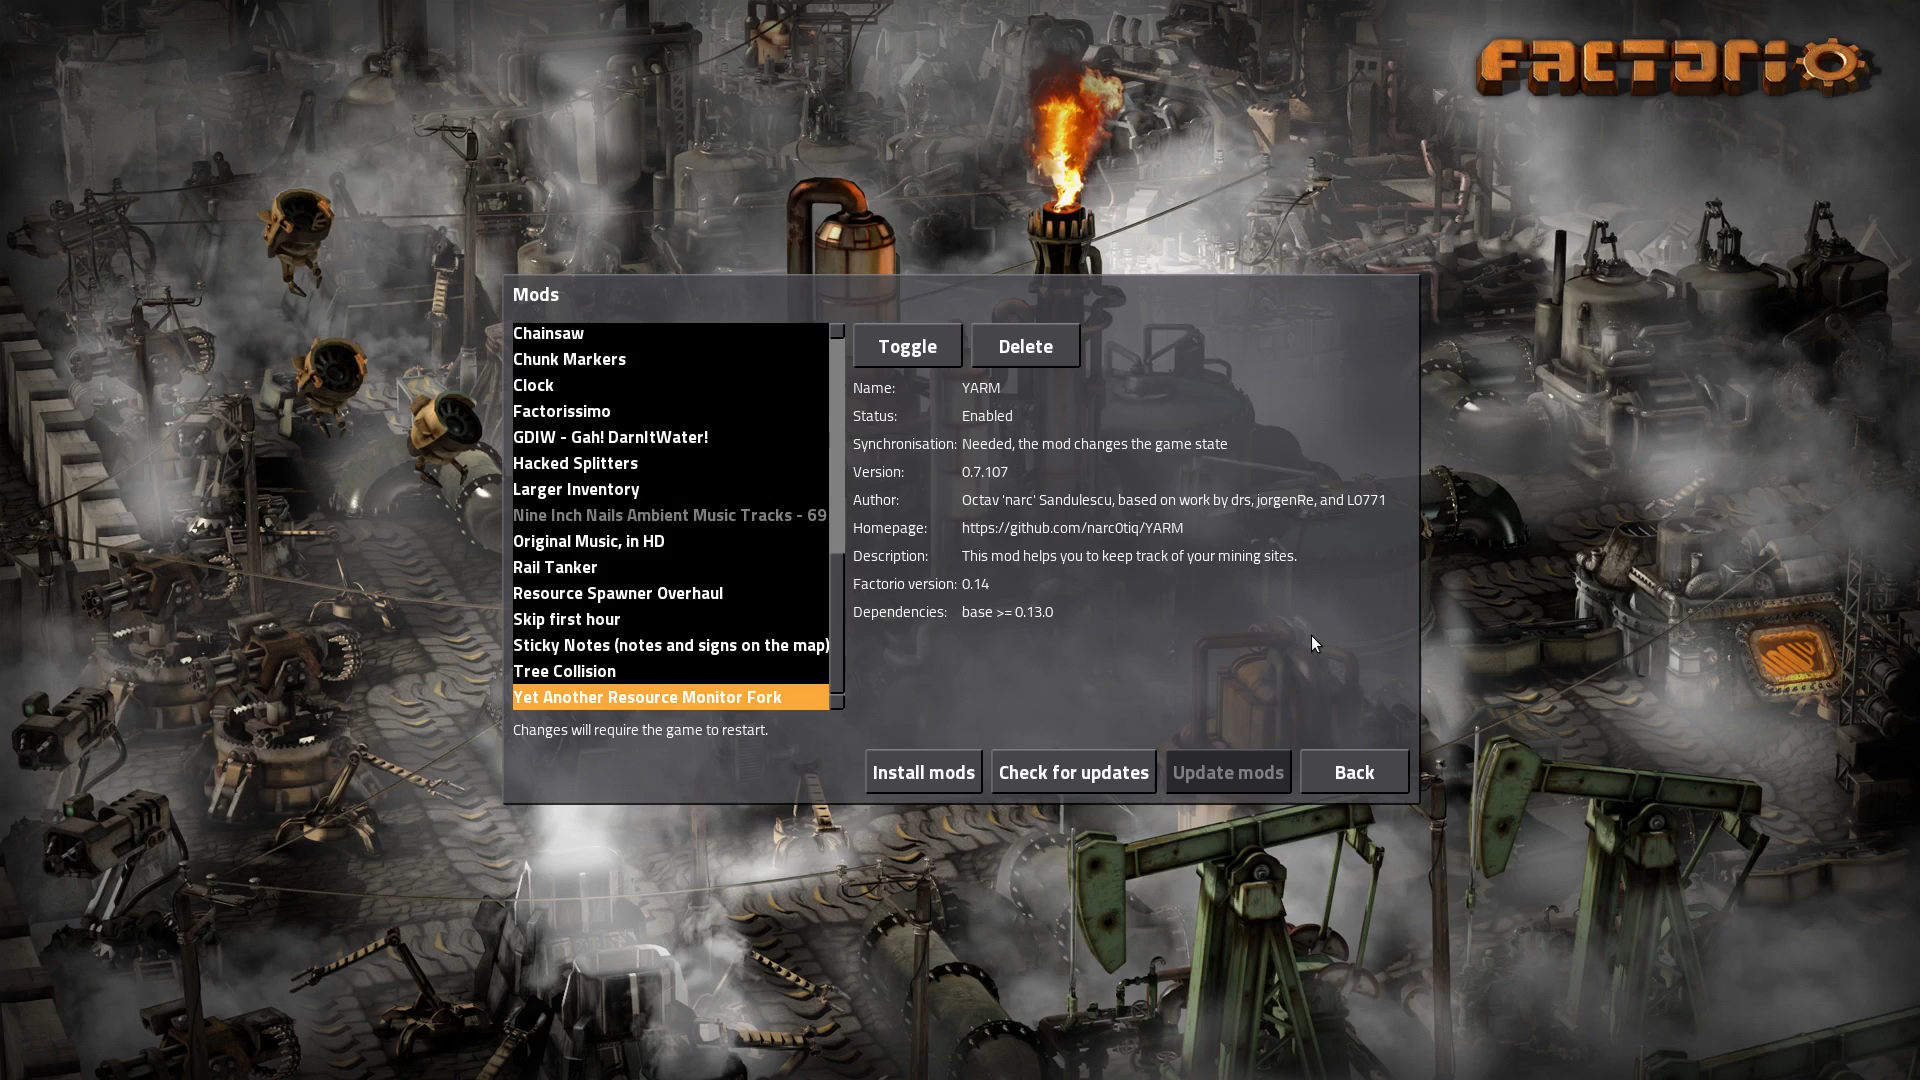 FACTORIO
Mods
Chainsaw
Chunk Markers
Clock
Factorissimo
GDIW - Gah! DarnItWater!
Hacked Splitters
Larger Inventory
Nine Inch Nails Ambient Music Tracks - 69
Original Music, in HD
Rail Tanker
Resource Spawner Overhaul
Skip first hour
Sticky Notes (notes and signs on the map)
Tree Collision
Yet Another Resource Monitor Fork
Changes will require the game to restart.
Toggle Delete
Name: YARM
Status: Enabled
Synchronisation: Needed, the mod changes the game state
Version: 0.7.107
Author: Octav 'narc' Sandulescu, based on work by drs, jorgenRe, and L0771
Homepage: https://github.com/narc0tiq/YARM
Description: This mod helps you to keep track of your mining sites.
Factorio version: 0.14
Dependencies: base >= 0.13.0
Install mods Check for updates Update mods Back